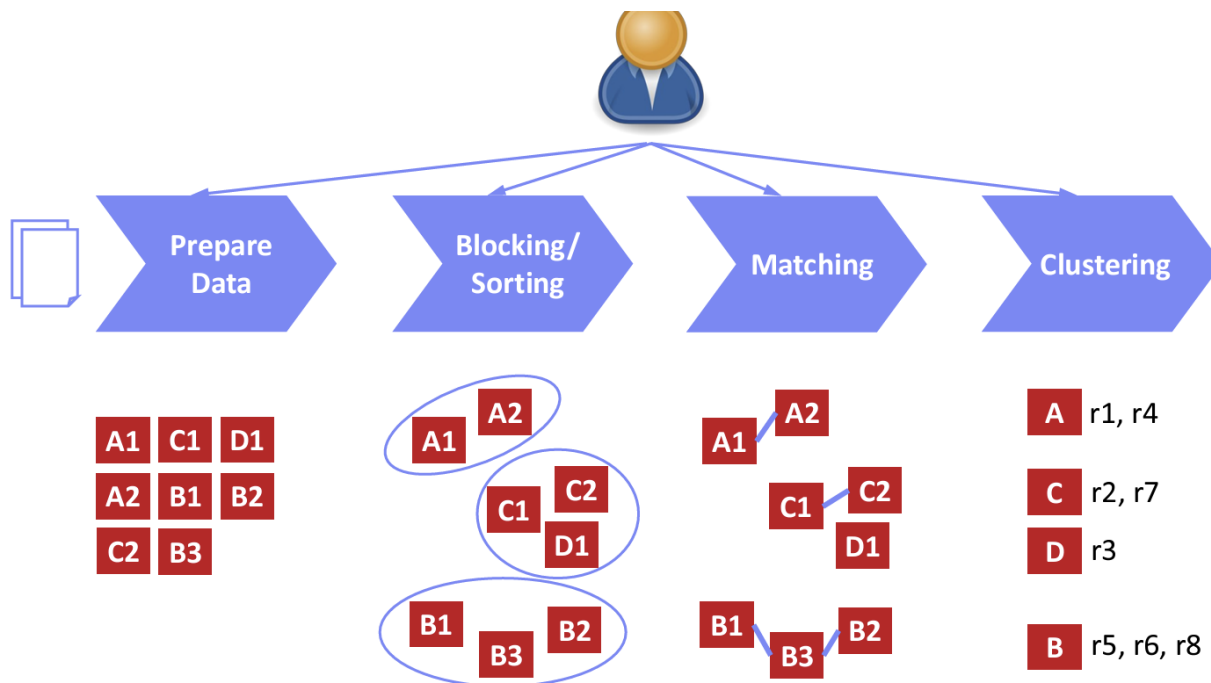 Prepare
Data
Blocking/
Sorting
Matching
Clustering
A1 C1 D1
A2 B1 B2
C2 B3
A2
A1
C2
C1
D1
B1
B2
B3
A2
A1
C2
C1
D1
B1
B2
B3
A r1, r4
C r2, r7
D r3
B r5, r6, r8